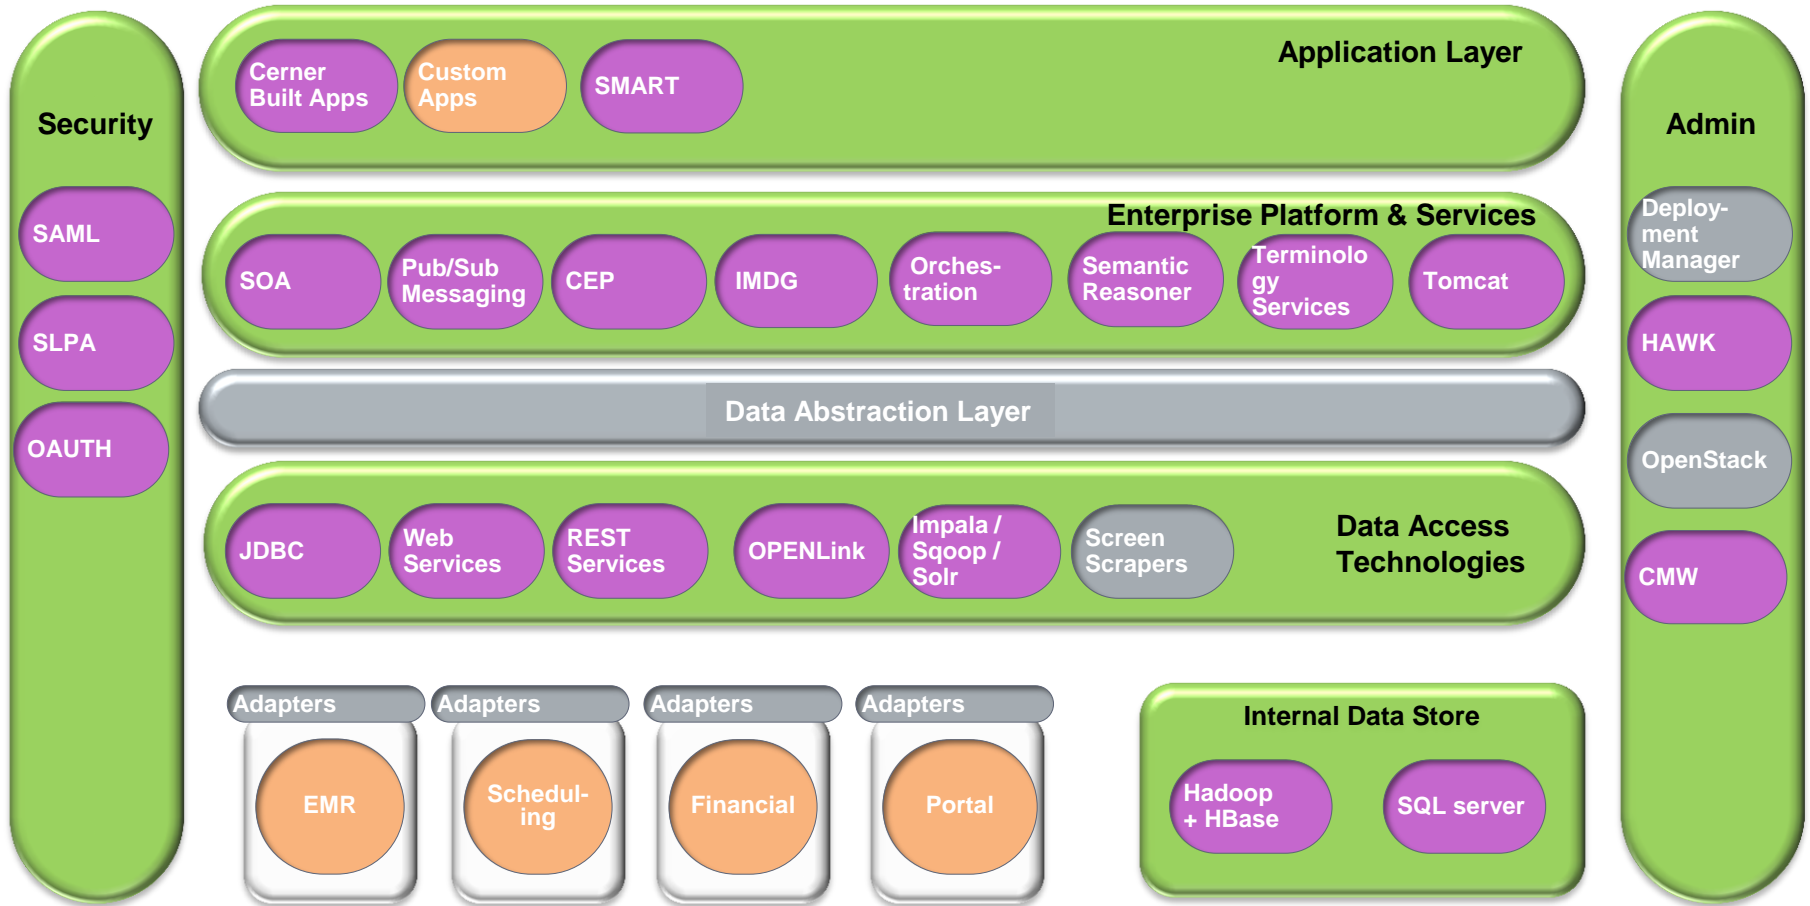 Security
SAML
SLPA
OAUTH
Application Layer
Cerner
Built Apps
Custom
Apps
SMART
Enterprise Platform & Services
SOA
Pub/Sub
Messaging
CEP
IMDG
Orches-
tration
Semantic
Reasoner
Terminolo
gy
Services
Tomcat
Data Abstraction Layer
JDBC
Web
Services
REST
Services
OPENLink
Impala /
Sqoop /
Solr
Screen
Scrapers
Data Access
Technologies
Adapters
EMR
Adapters
Schedul-
ing
Adapters
Financial
Adapters
Portal
Internal Data Store
Hadoop
+ HBase
SQL server
Admin
Deploy-
ment
Manager
HAWK
OpenStack
CMW